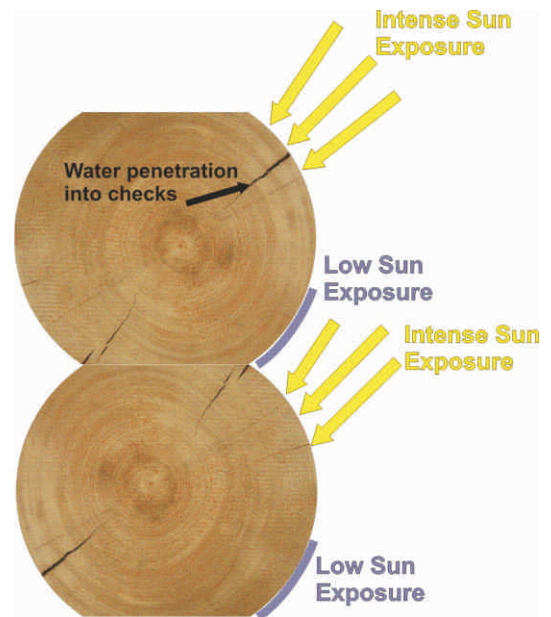 Intense Sun
Exposure
Water penetration
into checks
Low Sun
Exposure
Intense Sun
Exposure
Low Sun
Exposure